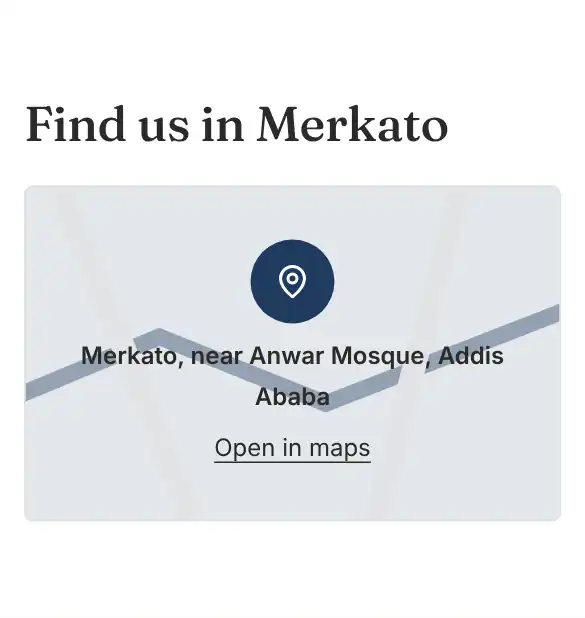 Find us in Merkato
Merkato, near Anwar Mosque, Addis
Ababa
Open in maps